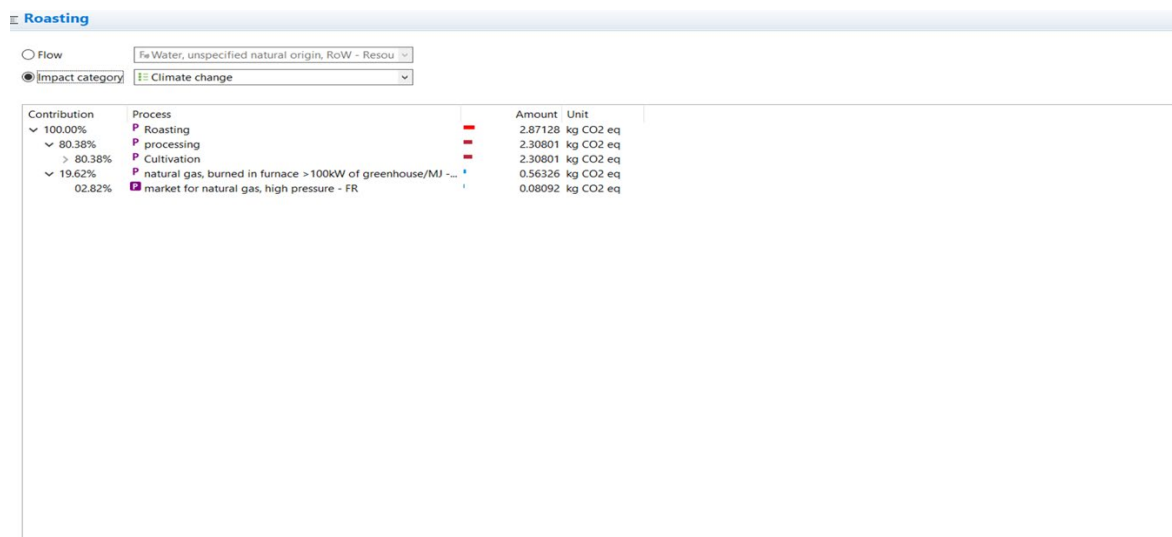 Roasting
Flow Fe Water, unspecified natural origin, RoW - Resou
Impact category Climate change
Contribution Process Amount Unit
100.00% P Roasting 2.87128 kg CO2 eq
80.38% P processing 2.30801 kg CO2 eq
80.38% P Cultivation 2.30801 kg CO2 eq
19.62% P natural gas, burned in furnace >100kW of greenhouse/MJ -... 0.56326 kg CO2 eq
02.82% P market for natural gas, high pressure - FR 0.08092 kg CO2 eq